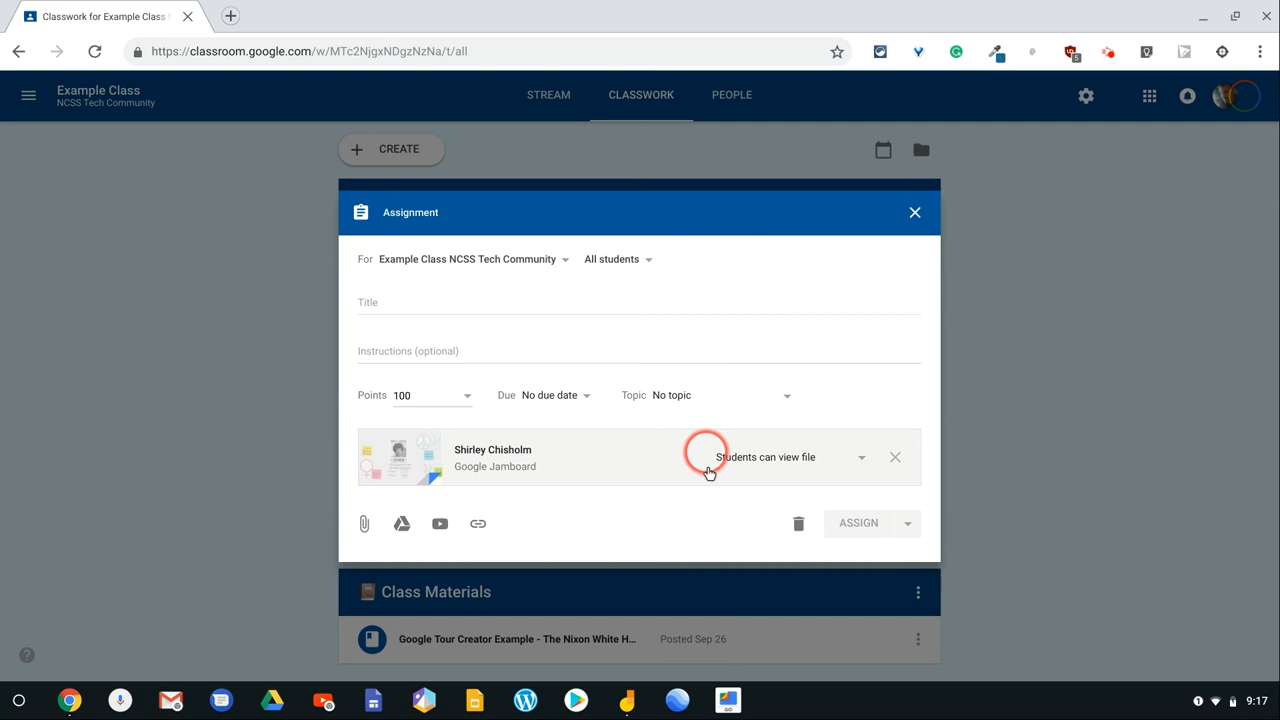 Classwork for Example Class
https://classroom.google.com/w/MTc2NjgxNDgzNzNa/t/all
5
Example Class
NCSS Tech Community
STREAM
CLASSWORK
PEOPLE
+ CREATE
Assignment
For Example Class NCSS Tech Community All students
Title
Instructions (optional)
Points 100 Due No due date Topic No topic
Shirley Chisholm
Google Jamboard
Students can view file
ASSIGN
Class Materials
Google Tour Creator Example - The Nixon White H... Posted Sep 26
GO
1 9:17